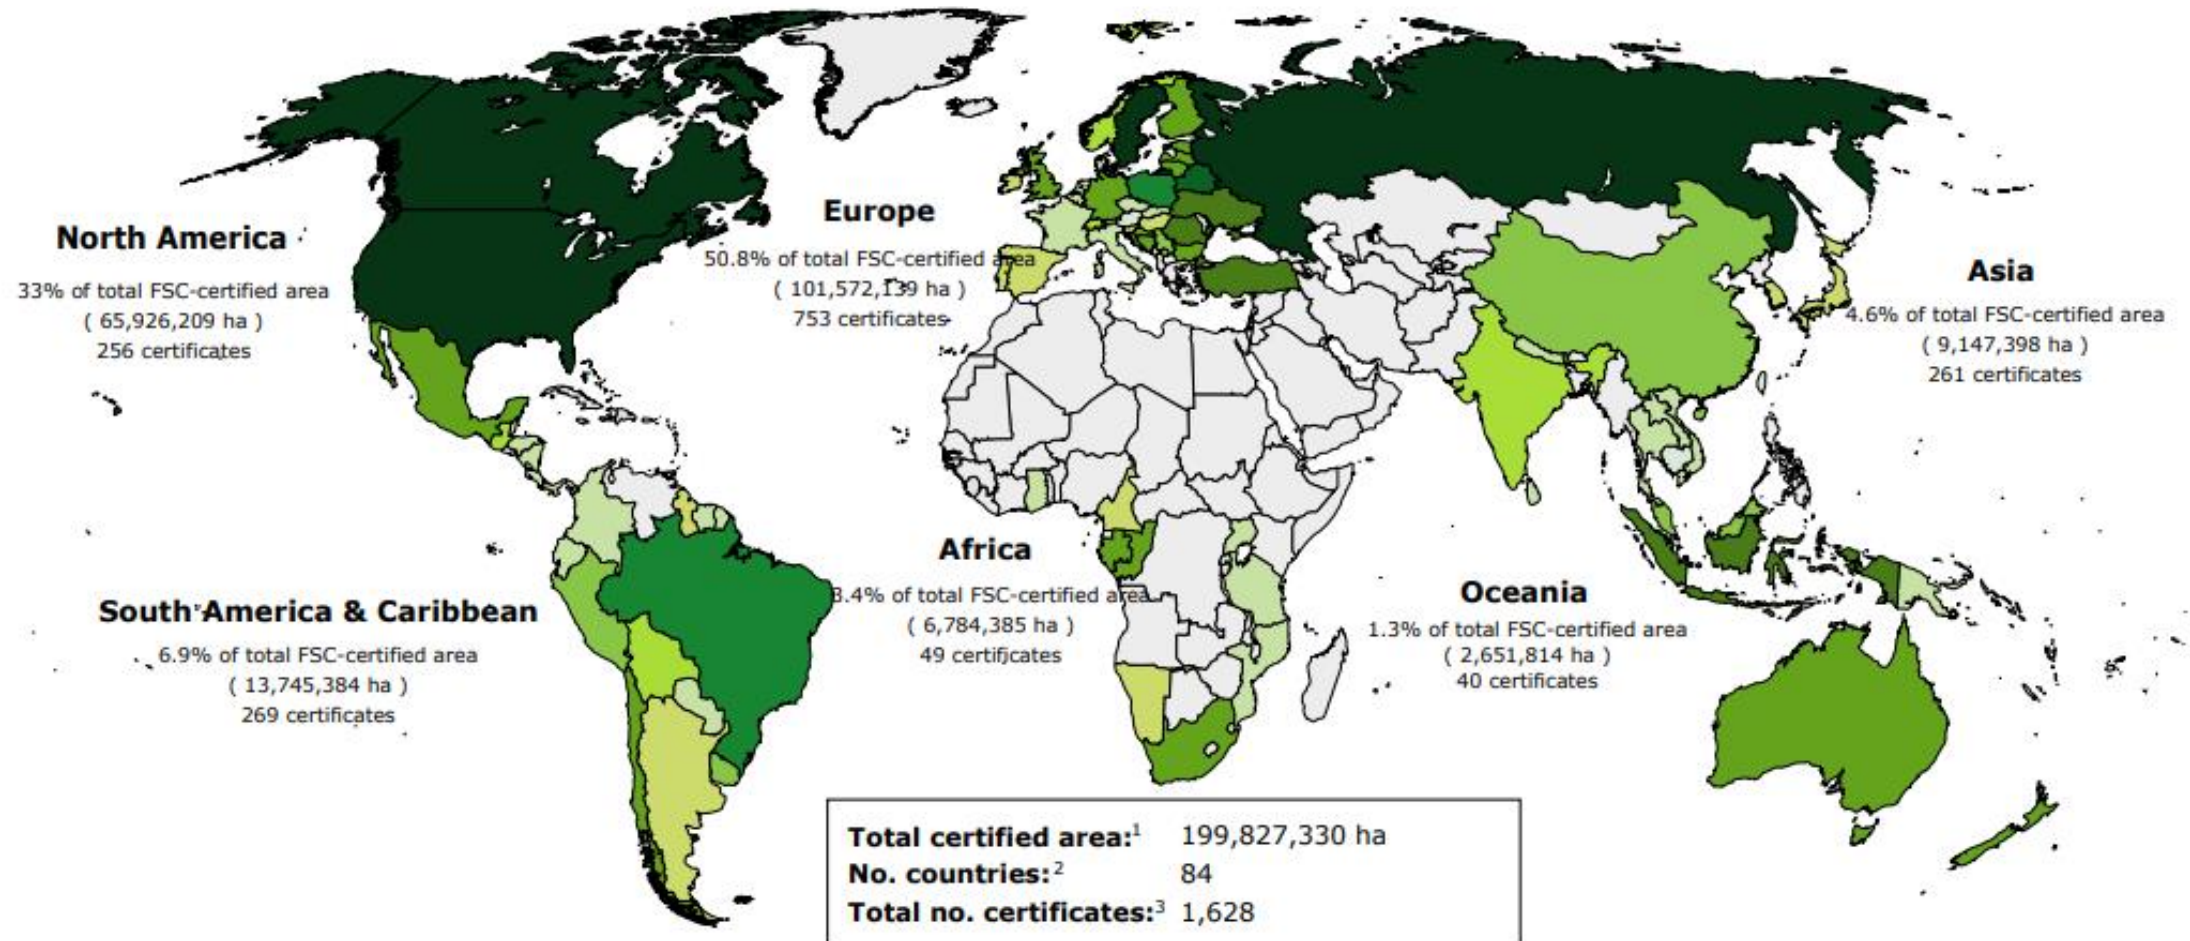 North America
33% of total FSC-certified area
( 65,926,209 ha )
256 certificates
Europe
50.8% of total FSC-certified area
( 101,572,139 ha )
753 certificates
Asia
4.6% of total FSC-certified area
( 9,147,398 ha )
261 certificates
South America & Caribbean
6.9% of total FSC-certified area
( 13,745,384 ha )
269 certificates
Africa
3.4% of total FSC-certified area
( 6,784,385 ha )
49 certificates
Oceania
1.3% of total FSC-certified area
( 2,651,814 ha )
40 certificates
Total certified area:¹ 199,827,330 ha
No. countries:² 84
Total no. certificates:³ 1,628